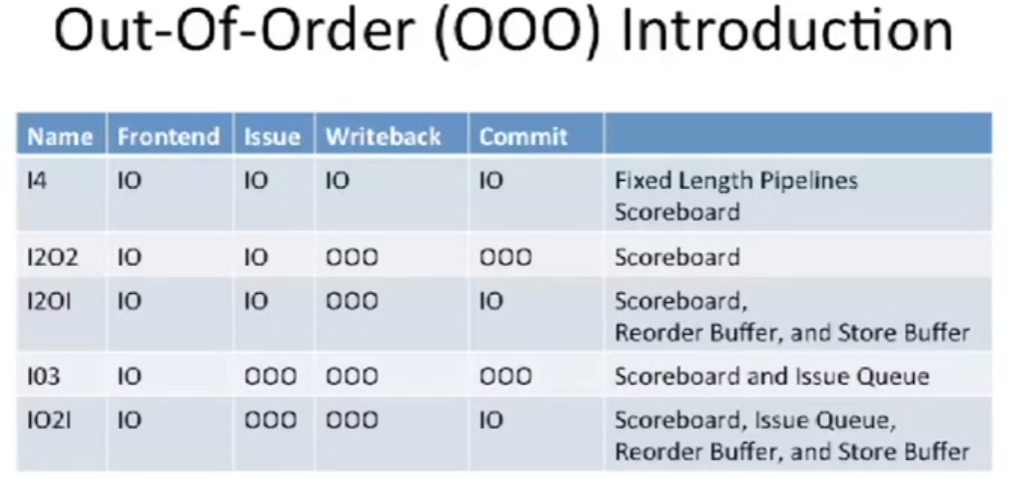 Out-Of-Order (OOO) Introduction
Name Frontend Issue Writeback Commit
I4 IO IO IO IO Fixed Length Pipelines
Scoreboard
I2O2 IO IO OOO OOO Scoreboard
I2OI IO IO OOO IO Scoreboard,
Reorder Buffer, and Store Buffer
I03 IO OOO OOO OOO Scoreboard and Issue Queue
IO2I IO OOO OOO IO Scoreboard, Issue Queue,
Reorder Buffer, and Store Buffer